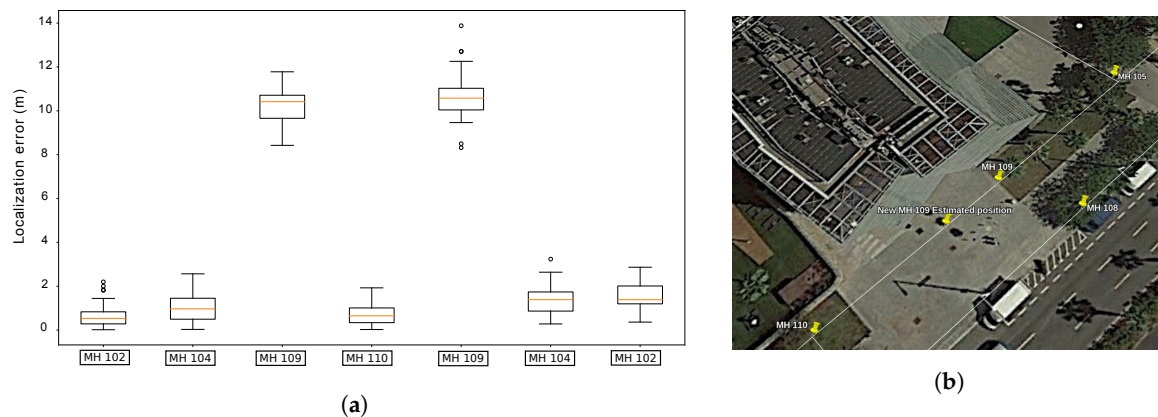 14
12
10
8
6
4
2
0
Localization error (m)
MH 102 MH 104 MH 109 MH 110 MH 109 MH 104 MH 102
(a)
MH 105
MH 109
MH 108
New MH 109 Estimated position
MH 110
(b)